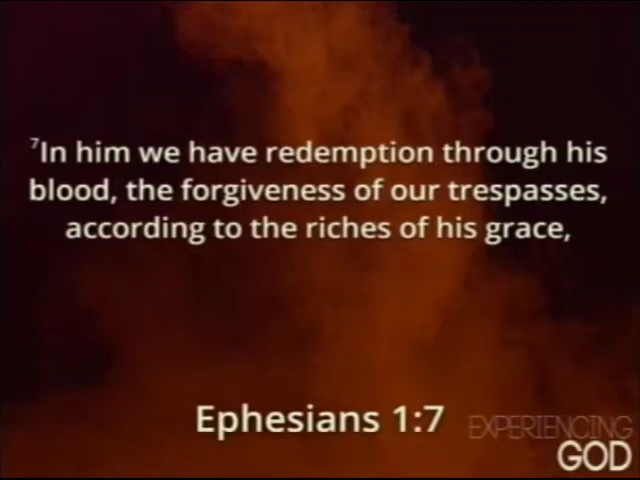 ⁷In him we have redemption through his
blood, the forgiveness of our trespasses,
according to the riches of his grace,
Ephesians 1:7
EXPERIENCING
GOD